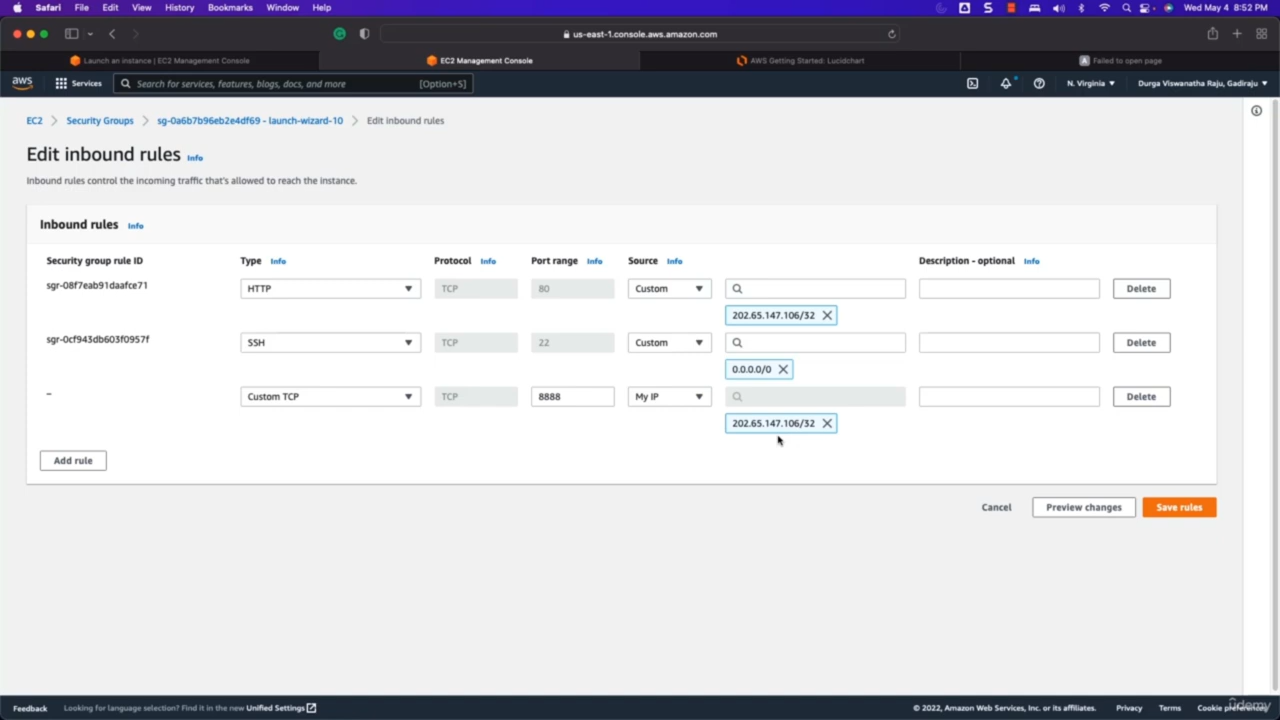 Safari File Edit View History Bookmarks Window Help Wed May 4 8:52 PM
us-east-1.console.aws.amazon.com
Launch an instance | EC2 Management Console EC2 Management Console AWS Getting Started: Lucidchart Failed to open page
aws Services Search for services, features, blogs, docs, and more [Option+S] N. Virginia Durga Viswanatha Raju, Gadiraju
EC2 Security Groups sg-0a6b7b96eb2e4df69 - launch-wizard-10 Edit inbound rules
Edit inbound rules Info
Inbound rules control the incoming traffic that's allowed to reach the instance.
Inbound rules Info
Security group rule ID Type Info Protocol Info Port range Info Source Info Description - optional Info
sgr-08f7eab91daafce71 HTTP TCP 80 Custom Delete
202.65.147.106/32
sgr-0cf943db603f0957f SSH TCP 22 Custom Delete
0.0.0.0/0
– Custom TCP TCP 8888 My IP Delete
202.65.147.106/32
Add rule
Cancel Preview changes Save rules
Feedback Looking for language selection? Find it in the new Unified Settings © 2022, Amazon Web Services, Inc. or its affiliates. Privacy Terms Cookie preferences
udemy